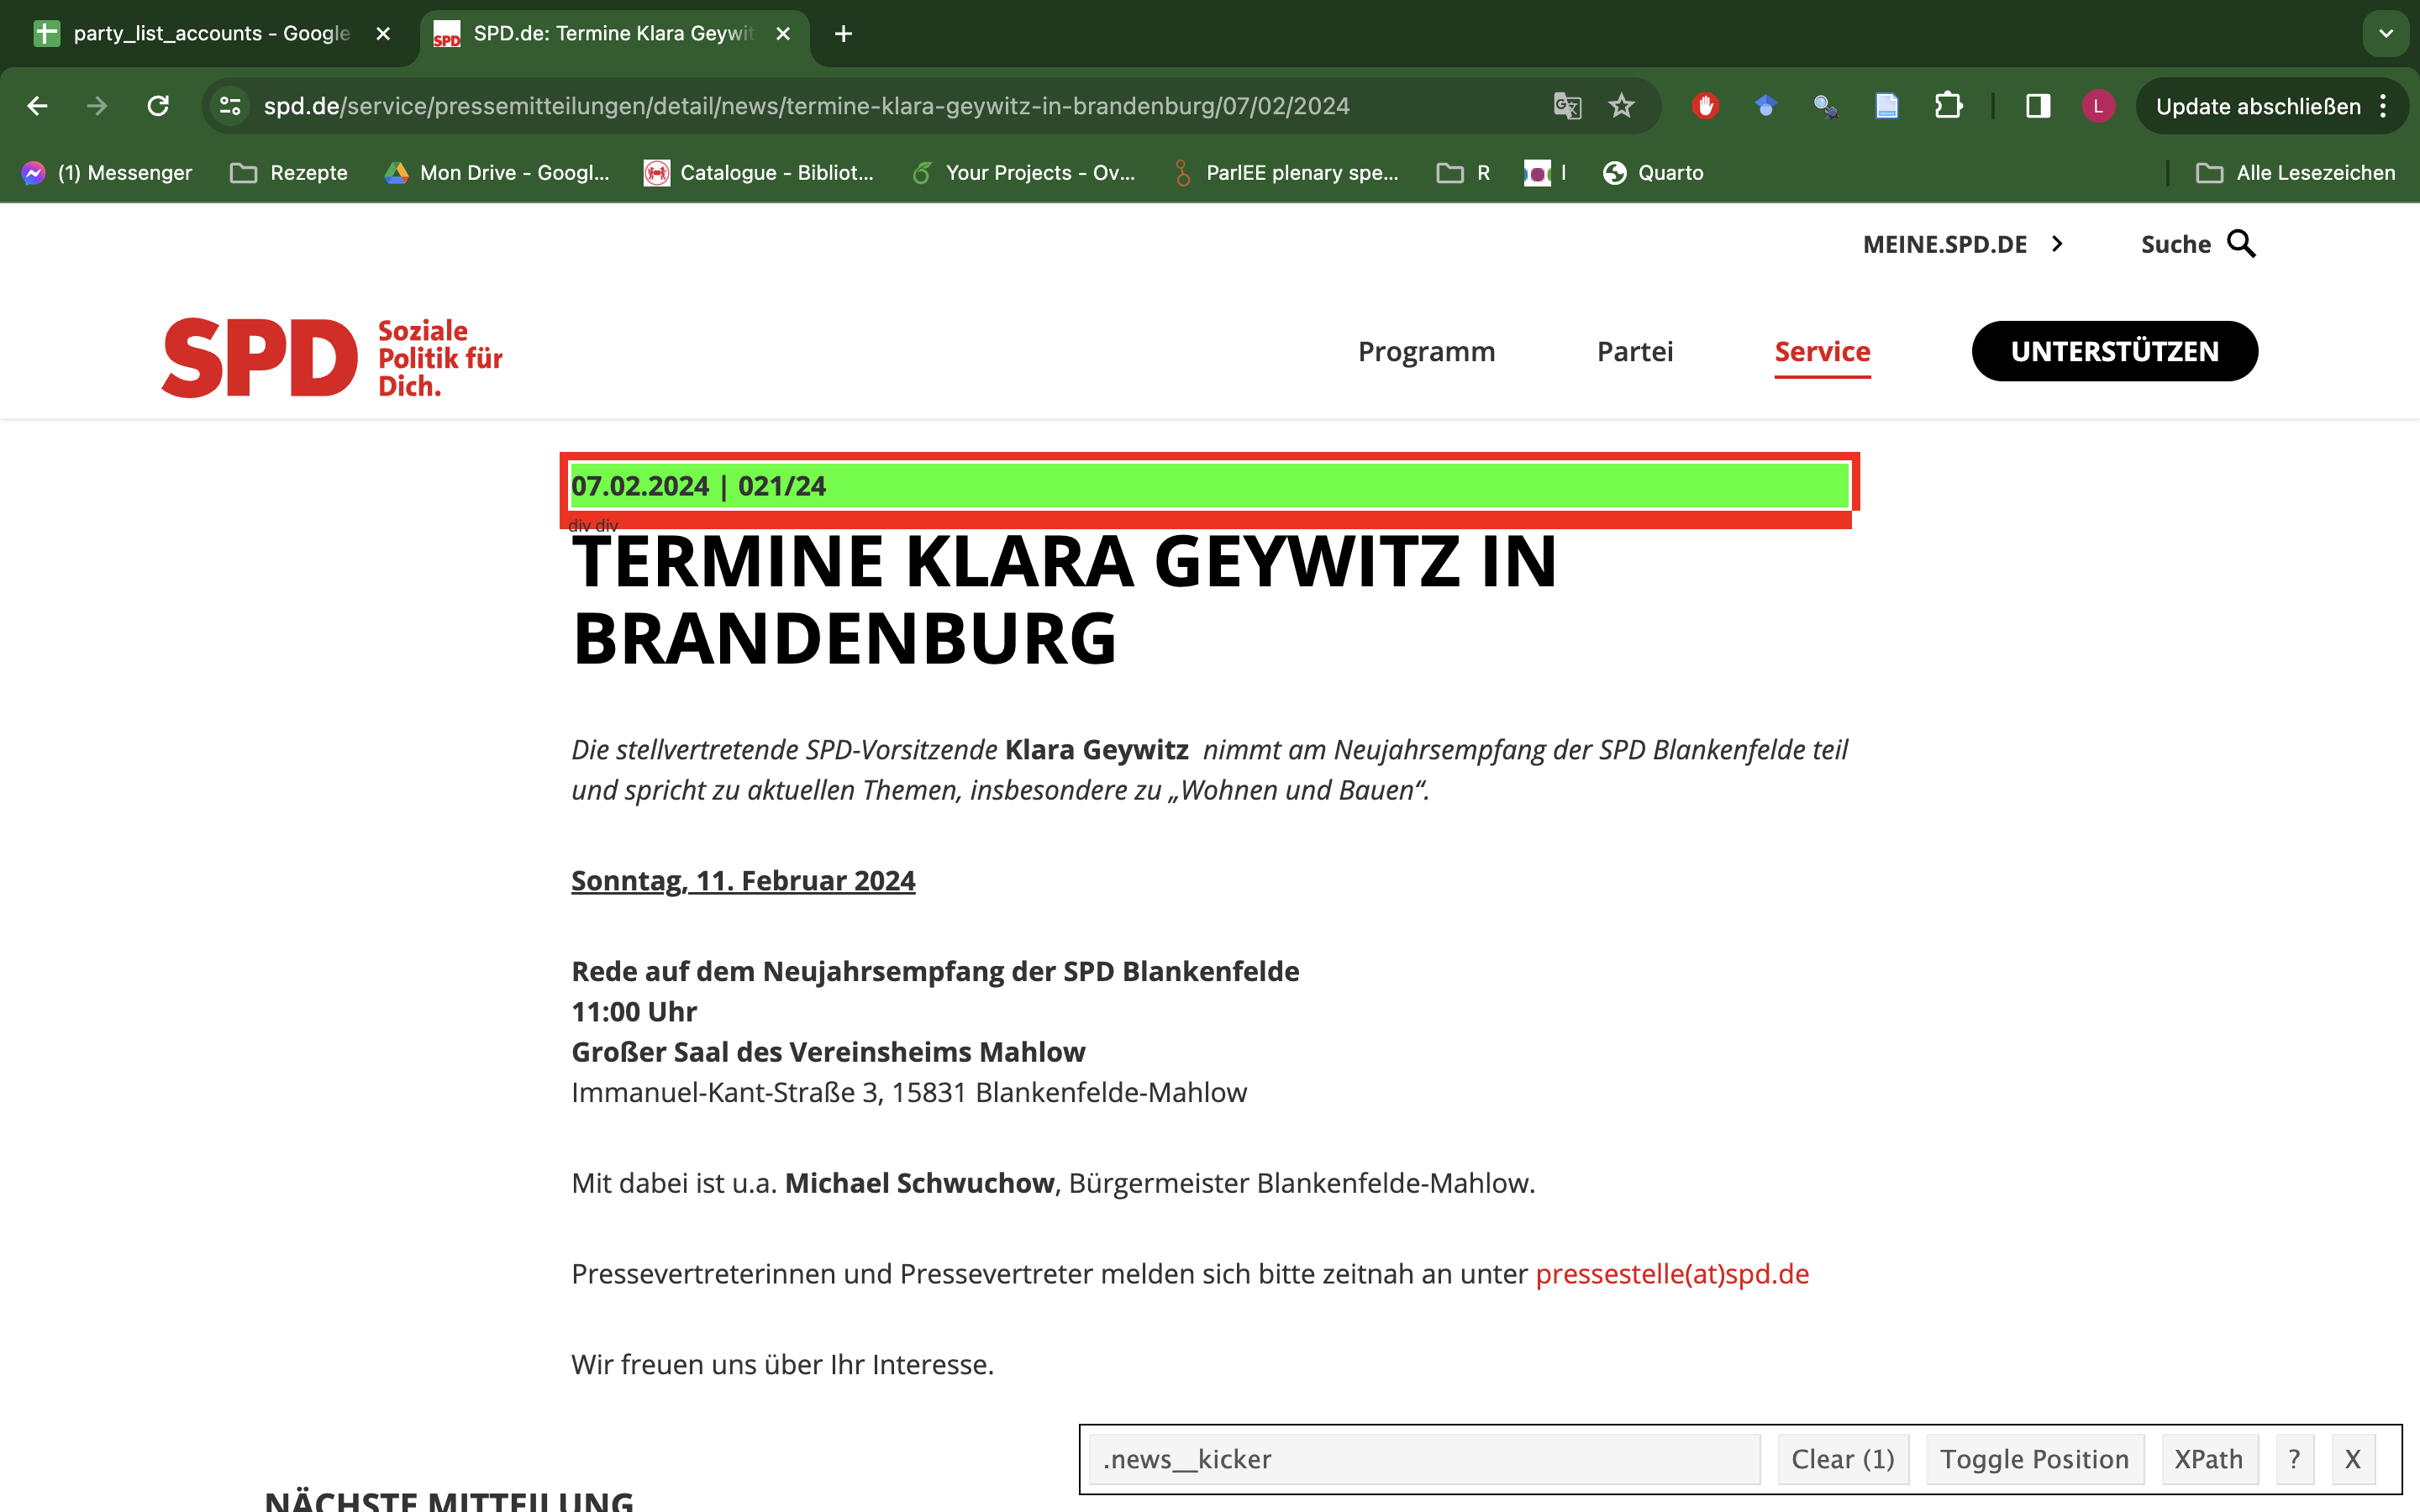 party_list_accounts - Google
SPD.de: Termine Klara Geywit
spd.de/service/pressemitteilungen/detail/news/termine-klara-geywitz-in-brandenburg/07/02/2024
L
Update abschließen
(1) Messenger
Rezepte
Mon Drive - Googl...
Catalogue - Bibliot...
Your Projects - Ov...
ParlEE plenary spe...
R
I
Quarto
Alle Lesezeichen
MEINE.SPD.DE
Suche
SPD
Soziale
Politik für
Dich.
Programm
Partei
Service
UNTERSTÜTZEN
07.02.2024 | 021/24
div div
TERMINE KLARA GEYWITZ IN
BRANDENBURG
Die stellvertretende SPD-Vorsitzende Klara Geywitz nimmt am Neujahrsempfang der SPD Blankenfelde teil
und spricht zu aktuellen Themen, insbesondere zu „Wohnen und Bauen“.
Sonntag, 11. Februar 2024
Rede auf dem Neujahrsempfang der SPD Blankenfelde
11:00 Uhr
Großer Saal des Vereinsheims Mahlow
Immanuel-Kant-Straße 3, 15831 Blankenfelde-Mahlow
Mit dabei ist u.a. Michael Schwuchow, Bürgermeister Blankenfelde-Mahlow.
Pressevertreterinnen und Pressevertreter melden sich bitte zeitnah an unter pressestelle(at)spd.de
Wir freuen uns über Ihr Interesse.
.news__kicker
Clear (1)
Toggle Position
XPath
?
X
NÄCHSTE MITTEILUNG